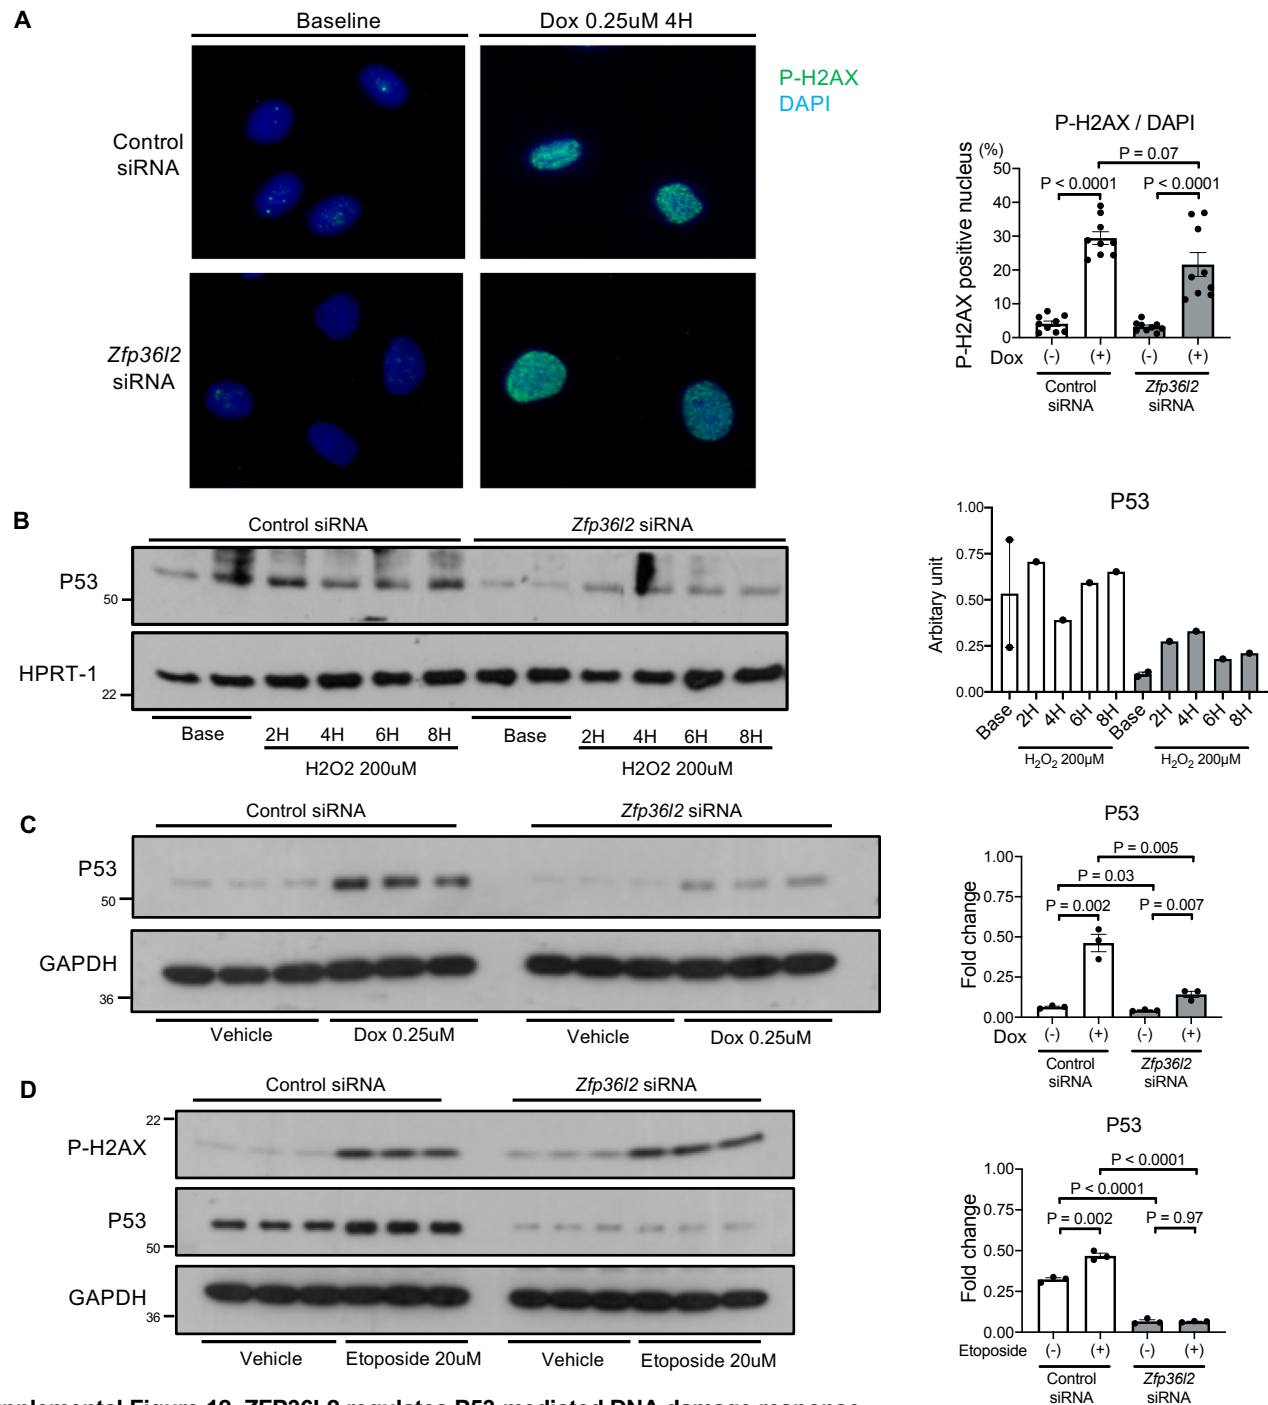 A
Baseline
Dox 0.25uM 4H
P-H2AX
DAPI
Control
siRNA
Zfp36l2
siRNA
P-H2AX / DAPI
(%)
P-H2AX positive nucleus
50
40
30
20
10
0
P = 0.07
P < 0.0001
P < 0.0001
Dox
(-)
(+)
(-)
(+)
Control
siRNA
Zfp36l2
siRNA
B
Control siRNA
Zfp36l2 siRNA
P53
50
HPRT-1
22
Base
2H
4H
6H
8H
Base
2H
4H
6H
8H
H2O2 200uM
H2O2 200uM
P53
Arbitary unit
1.00
0.75
0.50
0.25
0.00
Base
2H
4H
6H
8H
Base
2H
4H
6H
8H
H2O2 200µM
H2O2 200µM
C
Control siRNA
Zfp36l2 siRNA
P53
50
GAPDH
36
Vehicle
Dox 0.25uM
Vehicle
Dox 0.25uM
P53
Fold change
1.00
0.75
0.50
0.25
0.00
P = 0.005
P = 0.03
P = 0.002
P = 0.007
Dox
(-)
(+)
(-)
(+)
Control
siRNA
Zfp36l2
siRNA
D
Control siRNA
Zfp36l2 siRNA
22
P-H2AX
P53
50
GAPDH
36
Vehicle
Etoposide 20uM
Vehicle
Etoposide 20uM
P53
Fold change
1.00
0.75
0.50
0.25
0.00
P < 0.0001
P < 0.0001
P = 0.002
P = 0.97
Etoposide
(-)
(+)
(-)
(+)
Control
siRNA
Zfp36l2
siRNA